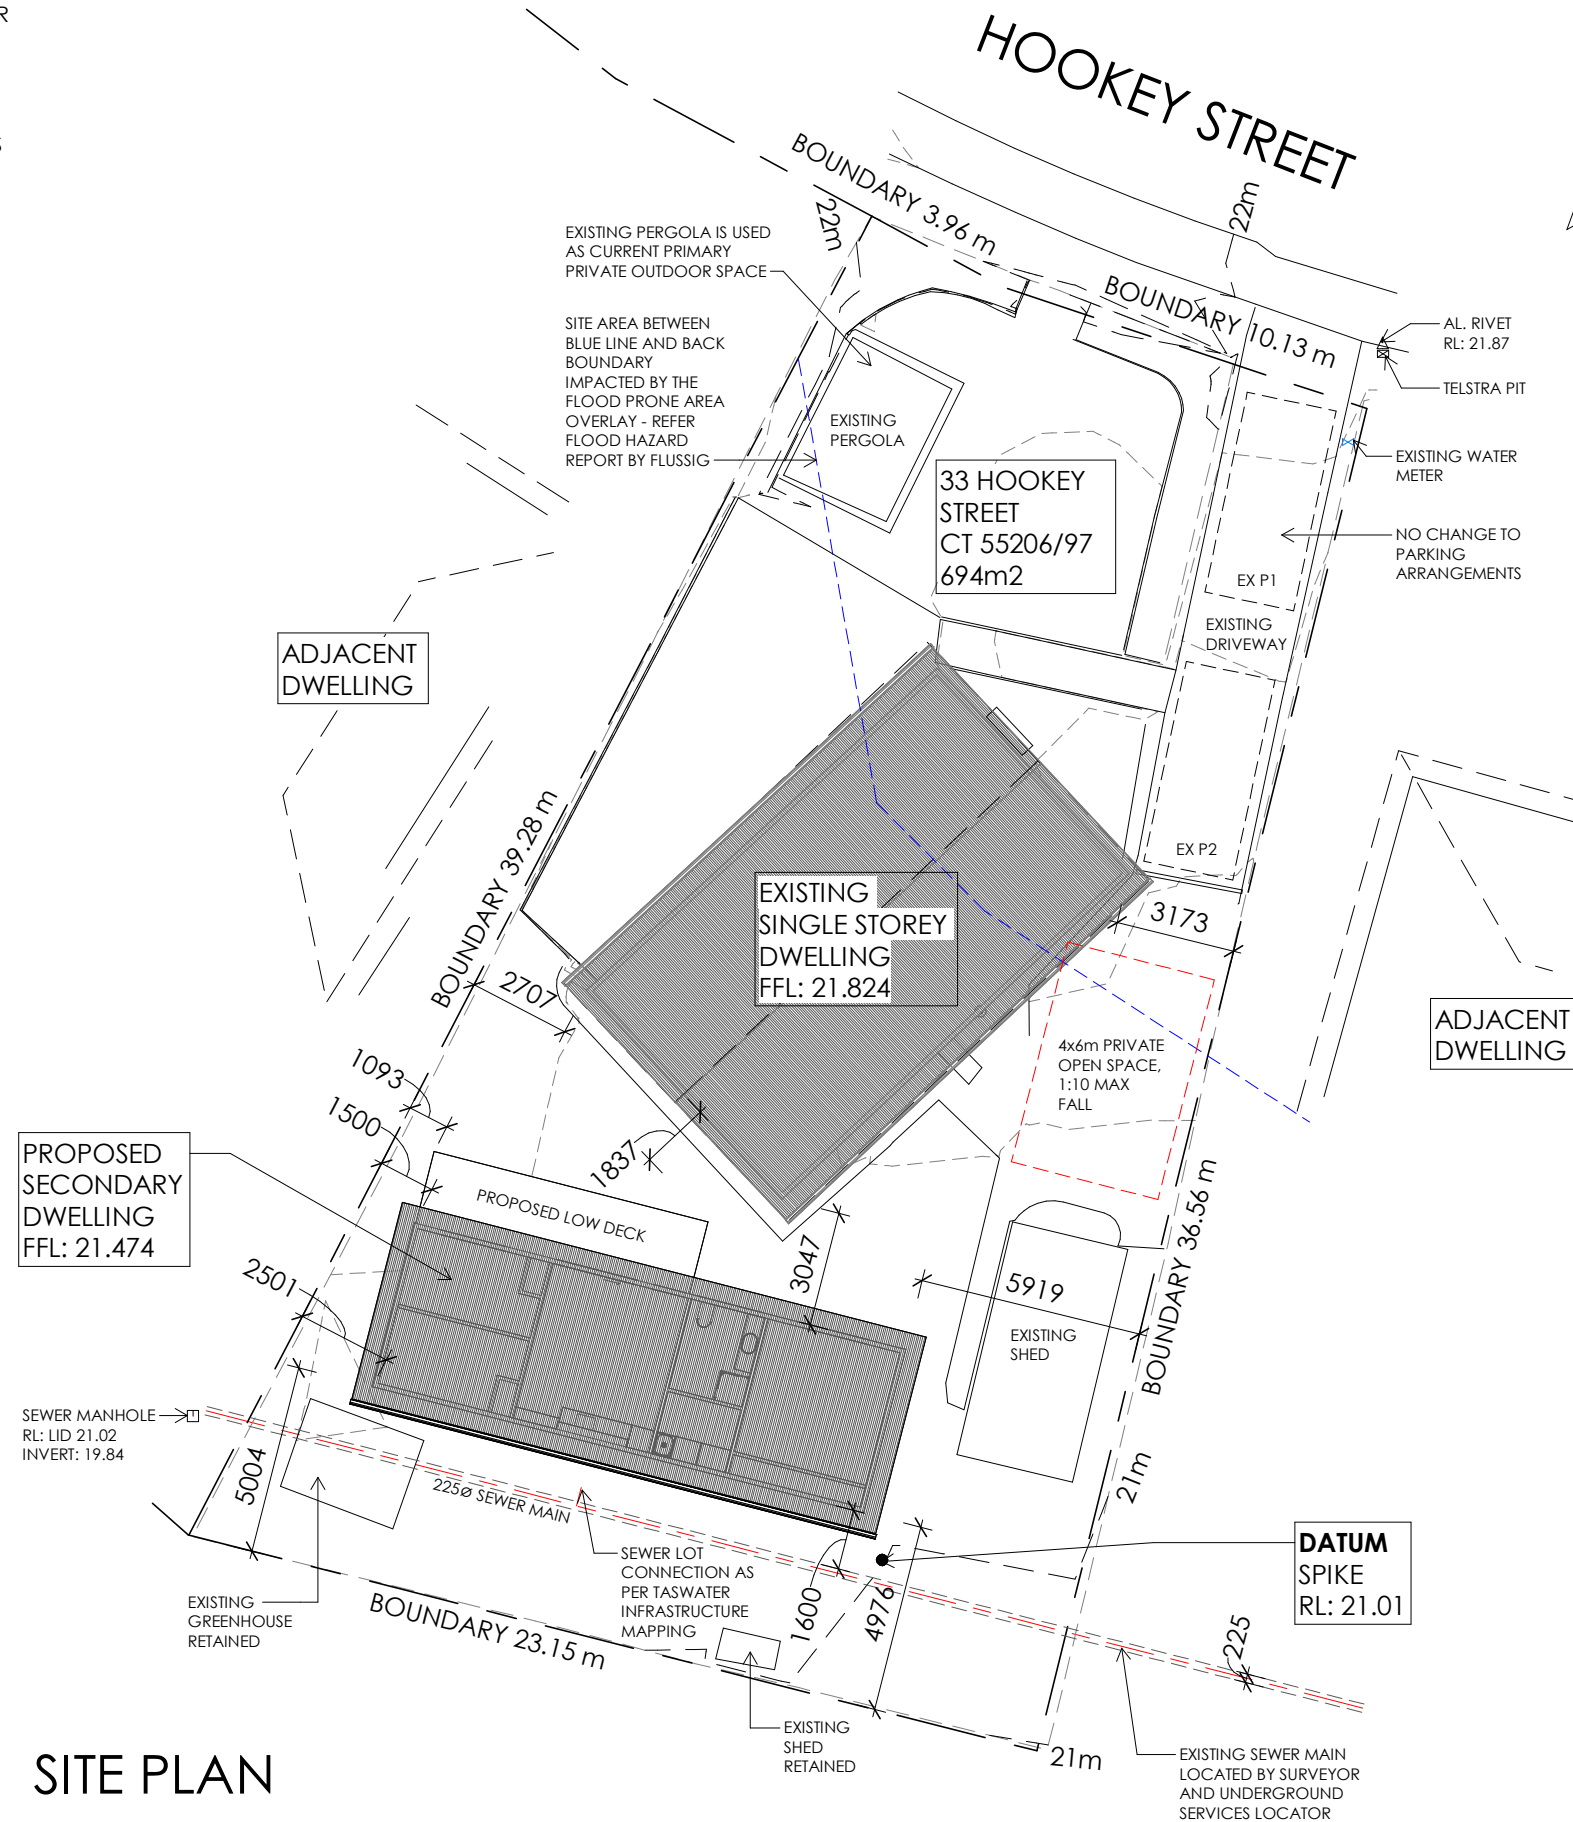 R
S
HOOKEY STREET
BOUNDARY 3.96 m
22m
22m
BOUNDARY 10.13 m
EXISTING PERGOLA IS USED
AS CURRENT PRIMARY
PRIVATE OUTDOOR SPACE
SITE AREA BETWEEN
BLUE LINE AND BACK
BOUNDARY
IMPACTED BY THE
FLOOD PRONE AREA
OVERLAY - REFER
FLOOD HAZARD
REPORT BY FLUSSIG
AL. RIVET
RL: 21.87
TELSTRA PIT
EXISTING
PERGOLA
EXISTING WATER
METER
33 HOOKEY
STREET
CT 55206/97
694m2
NO CHANGE TO
PARKING
ARRANGEMENTS
EX P1
EXISTING
DRIVEWAY
ADJACENT
DWELLING
EX P2
BOUNDARY 39.28 m
EXISTING
SINGLE STOREY
DWELLING
FFL: 21.824
3173
2707
ADJACENT
DWELLING
4x6m PRIVATE
OPEN SPACE,
1:10 MAX
FALL
1093
1500
1837
PROPOSED
SECONDARY
DWELLING
FFL: 21.474
PROPOSED LOW DECK
BOUNDARY 36.56 m
3047
2501
5919
EXISTING
SHED
SEWER MANHOLE
RL: LID 21.02
INVERT: 19.84
5004
225Ø SEWER MAIN
21m
SEWER LOT
CONNECTION AS
PER TASWATER
INFRASTRUCTURE
MAPPING
DATUM
SPIKE
RL: 21.01
EXISTING
GREENHOUSE
RETAINED
BOUNDARY 23.15 m
1600
4976
225
EXISTING
SHED
RETAINED
21m
EXISTING SEWER MAIN
LOCATED BY SURVEYOR
AND UNDERGROUND
SERVICES LOCATOR
SITE PLAN